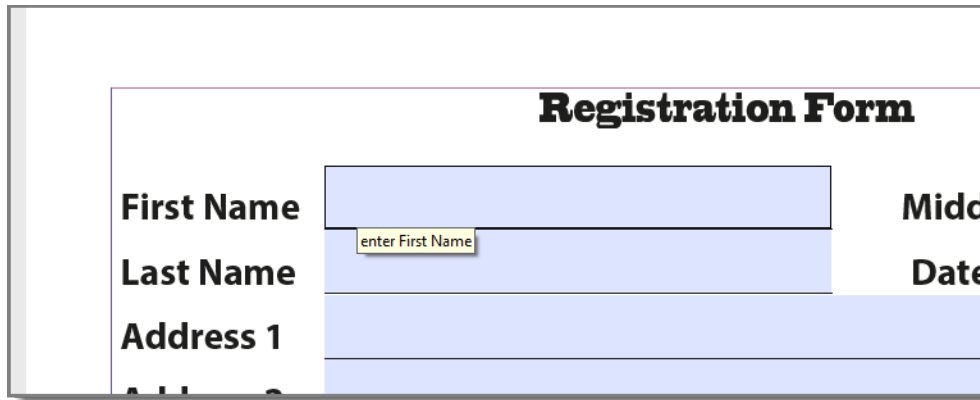 Registration Form
First Name Midd
enter First Name
Last Name Date
Address 1